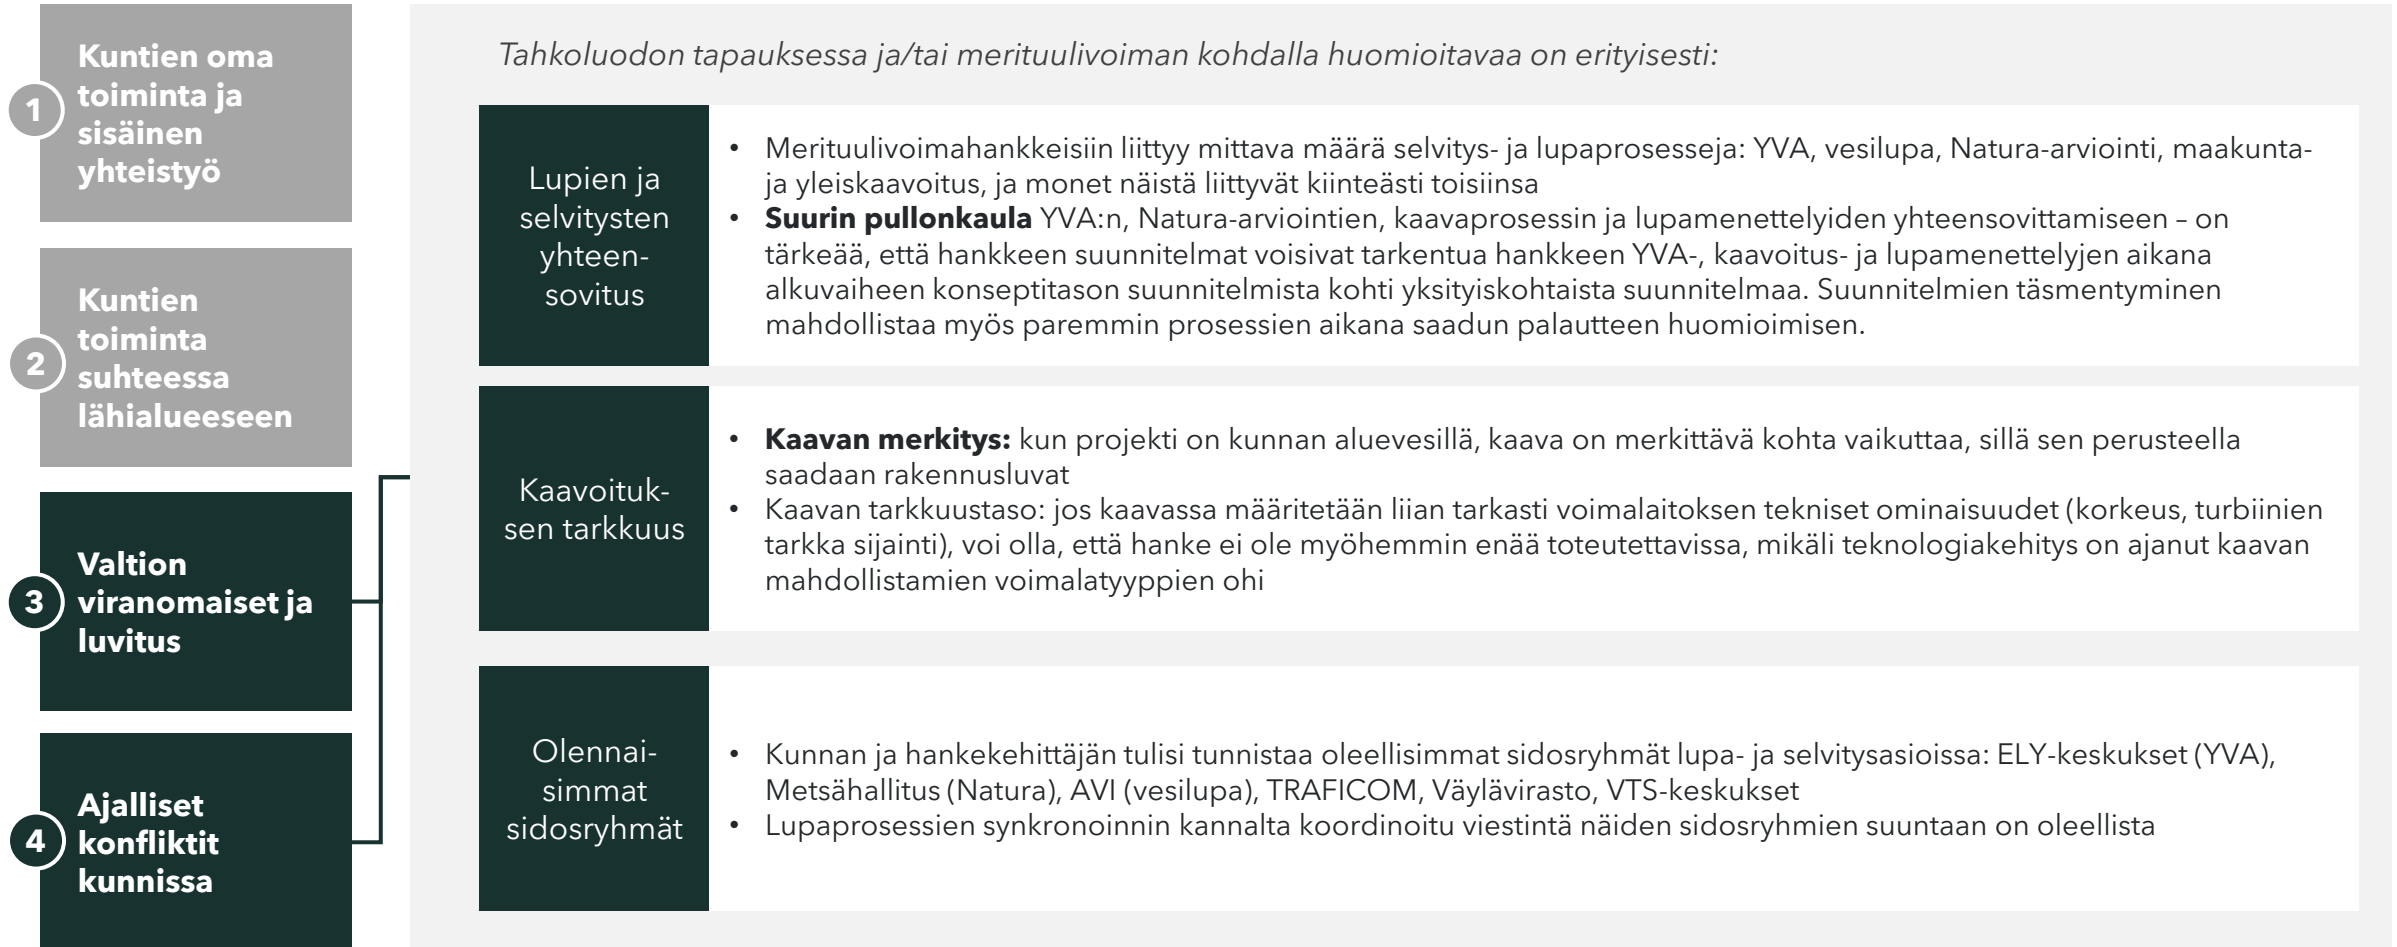 1
Kuntien oma
toiminta ja
sisäinen
yhteistyö
2
Kuntien
toiminta
suhteessa
lähialueeseen
3
Valtion
viranomaiset ja
luvitus
4
Ajalliset
konfliktit
kunnissa
Tahkoluodon tapauksessa ja/tai merituulivoiman kohdalla huomioitavaa on erityisesti:
Lupien ja
selvitysten
yhteen-
sovitus
• Merituulivoimahankkeisiin liittyy mittava määrä selvitys- ja lupaprosesseja: YVA, vesilupa, Natura-arviointi, maakunta-
ja yleiskaavoitus, ja monet näistä liittyvät kiinteästi toisiinsa
• Suurin pullonkaula YVA:n, Natura-arviointien, kaavaprosessin ja lupamenettelyiden yhteensovittamiseen – on
tärkeää, että hankkeen suunnitelmat voisivat tarkentua hankkeen YVA-, kaavoitus- ja lupamenettelyjen aikana
alkuvaiheen konseptitason suunnitelmista kohti yksityiskohtaista suunnitelmaa. Suunnitelmien täsmentyminen
mahdollistaa myös paremmin prosessien aikana saadun palautteen huomioimisen.
Kaavoituk-
sen tarkkuus
• Kaavan merkitys: kun projekti on kunnan aluevesillä, kaava on merkittävä kohta vaikuttaa, sillä sen perusteella
saadaan rakennusluvat
• Kaavan tarkkuustaso: jos kaavassa määritetään liian tarkasti voimalaitoksen tekniset ominaisuudet (korkeus, turbiinien
tarkka sijainti), voi olla, että hanke ei ole myöhemmin enää toteutettavissa, mikäli teknologiakehitys on ajanut kaavan
mahdollistamien voimalatyyppien ohi
Olennai-
simmat
sidosryhmät
• Kunnan ja hankekehittäjän tulisi tunnistaa oleellisimmat sidosryhmät lupa- ja selvitysasioissa: ELY-keskukset (YVA),
Metsähallitus (Natura), AVI (vesilupa), TRAFICOM, Väylävirasto, VTS-keskukset
• Lupaprosessien synkronoinnin kannalta koordinoitu viestintä näiden sidosryhmien suuntaan on oleellista